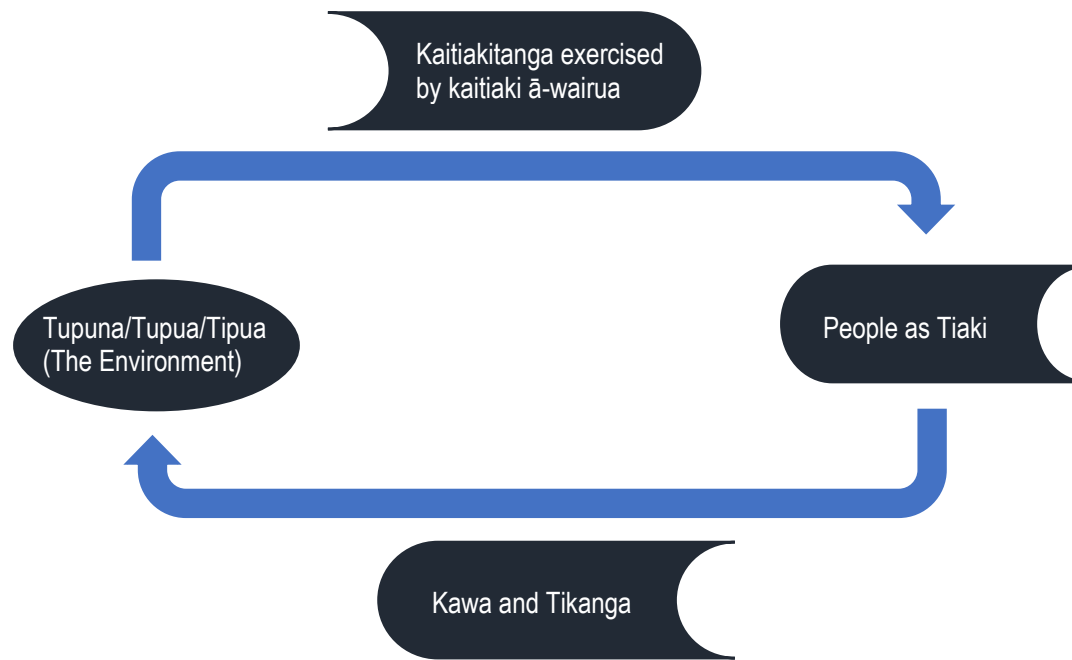 Kaitiakitanga exercised
by kaitiaki ā-wairua
Tupuna/Tupua/Tipua
(The Environment)
People as Tiaki
Kawa and Tikanga